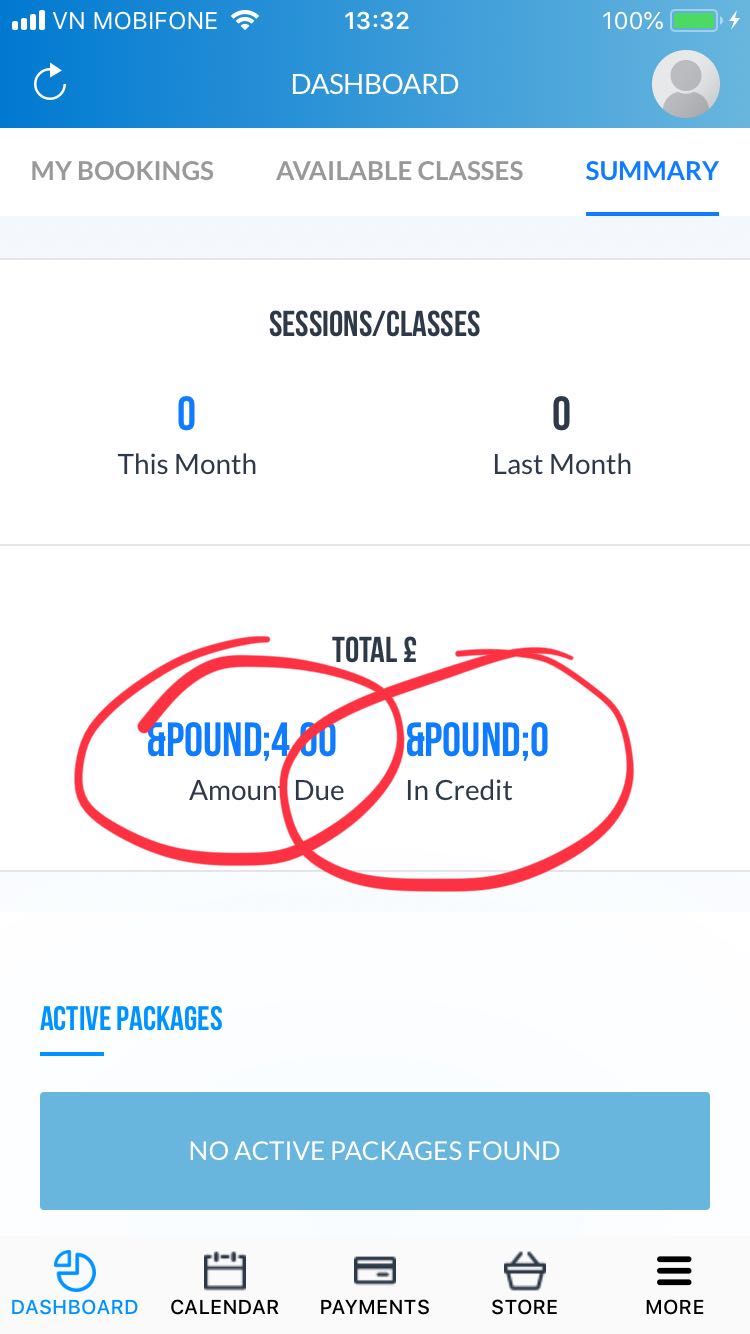 VN MOBIFONE 13:32 100%
DASHBOARD
MY BOOKINGS AVAILABLE CLASSES SUMMARY
SESSIONS/CLASSES
0 0
This Month Last Month
TOTAL £
&POUND;4.00 &POUND;0
Amount Due In Credit
ACTIVE PACKAGES
NO ACTIVE PACKAGES FOUND
DASHBOARD CALENDAR PAYMENTS STORE MORE